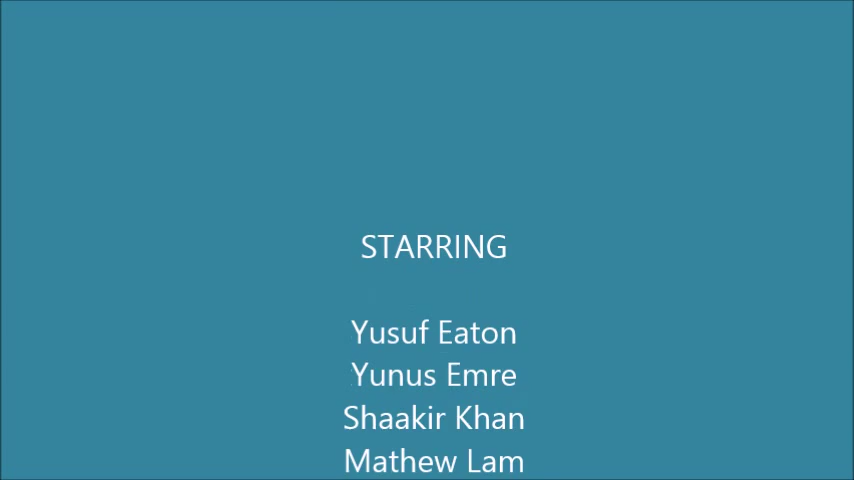 STARRING
Yusuf Eaton
Yunus Emre
Shaakir Khan
Mathew Lam